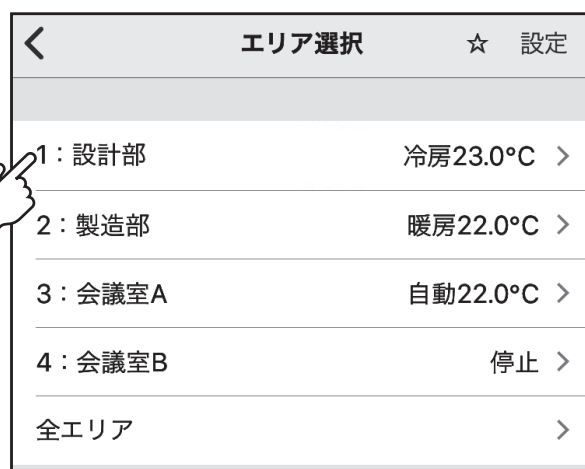 エリア選択 ☆ 設定
1：設計部 冷房23.0°C
2：製造部 暖房22.0°C
3：会議室A 自動22.0°C
4：会議室B 停止
全エリア